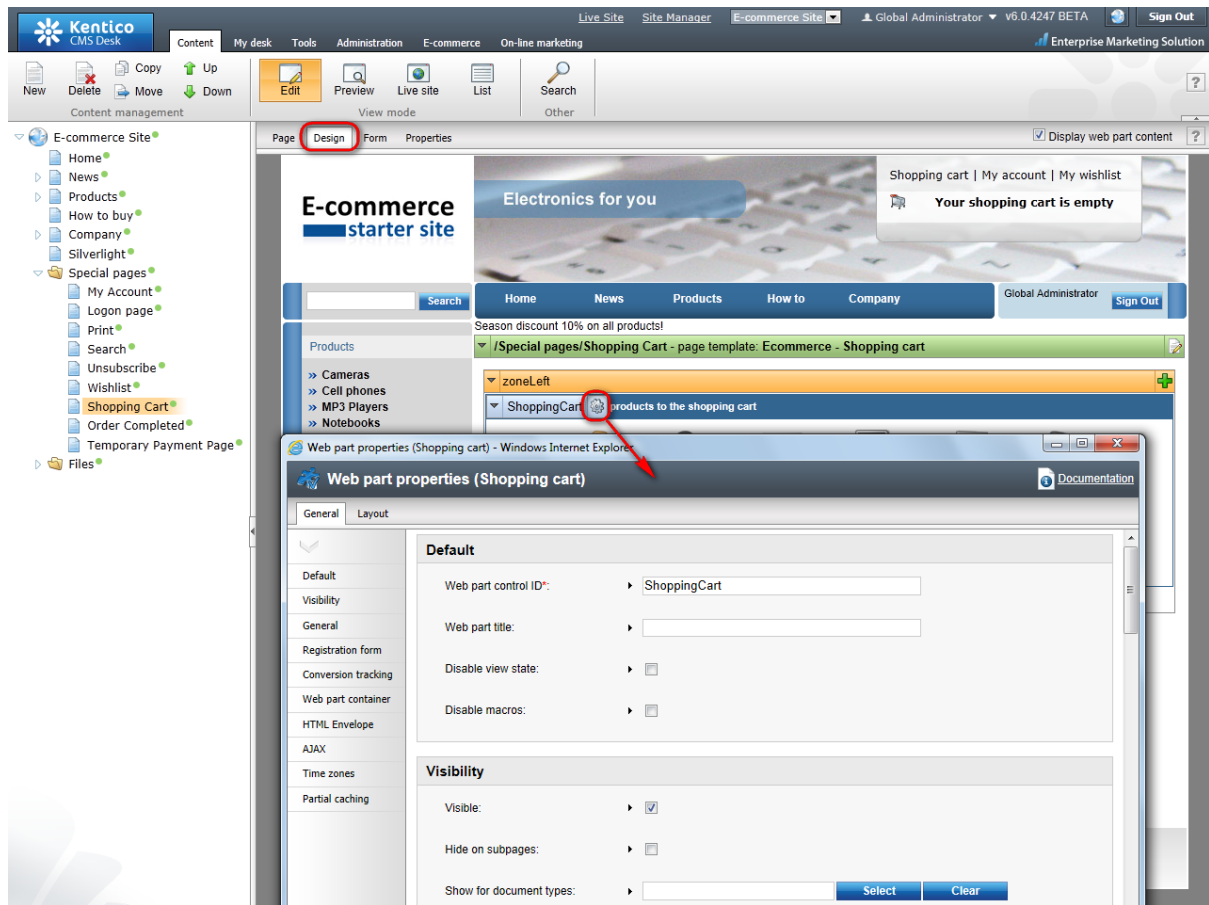 Kentico
CMS Desk
Live Site Site Manager E-commerce Site Global Administrator v6.0.4247 BETA Sign Out
Content My desk Tools Administration E-commerce On-line marketing
Enterprise Marketing Solution
New Delete Copy Move Up Down
Content management
Edit Preview Live site List
View mode
Search
Other
?
E-commerce Site
Home
News
Products
How to buy
Company
Silverlight
Special pages
My Account
Logon page
Print
Search
Unsubscribe
Wishlist
Shopping Cart
Order Completed
Temporary Payment Page
Files
Page Design Form Properties
Display web part content ?
E-commerce
starter site
Electronics for you
Shopping cart | My account | My wishlist
Your shopping cart is empty
Search
Home News Products How to Company
Global Administrator Sign Out
Season discount 10% on all products!
Products
» Cameras
» Cell phones
» MP3 Players
» Notebooks
/Special pages/Shopping Cart - page template: Ecommerce - Shopping cart
zoneLeft
ShoppingCart products to the shopping cart
Web part properties (Shopping cart) - Windows Internet Explorer
Web part properties (Shopping cart)
Documentation
General Layout
Default
Visibility
General
Registration form
Conversion tracking
Web part container
HTML Envelope
AJAX
Time zones
Partial caching
Default
Web part control ID*: ShoppingCart
Web part title:
Disable view state:
Disable macros:
Visibility
Visible:
Hide on subpages:
Show for document types: Select Clear